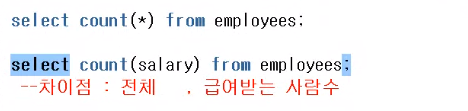 select count(*) from employees;
select count(salary) from employees;
--차이점 : 전체 , 급여받는 사람수